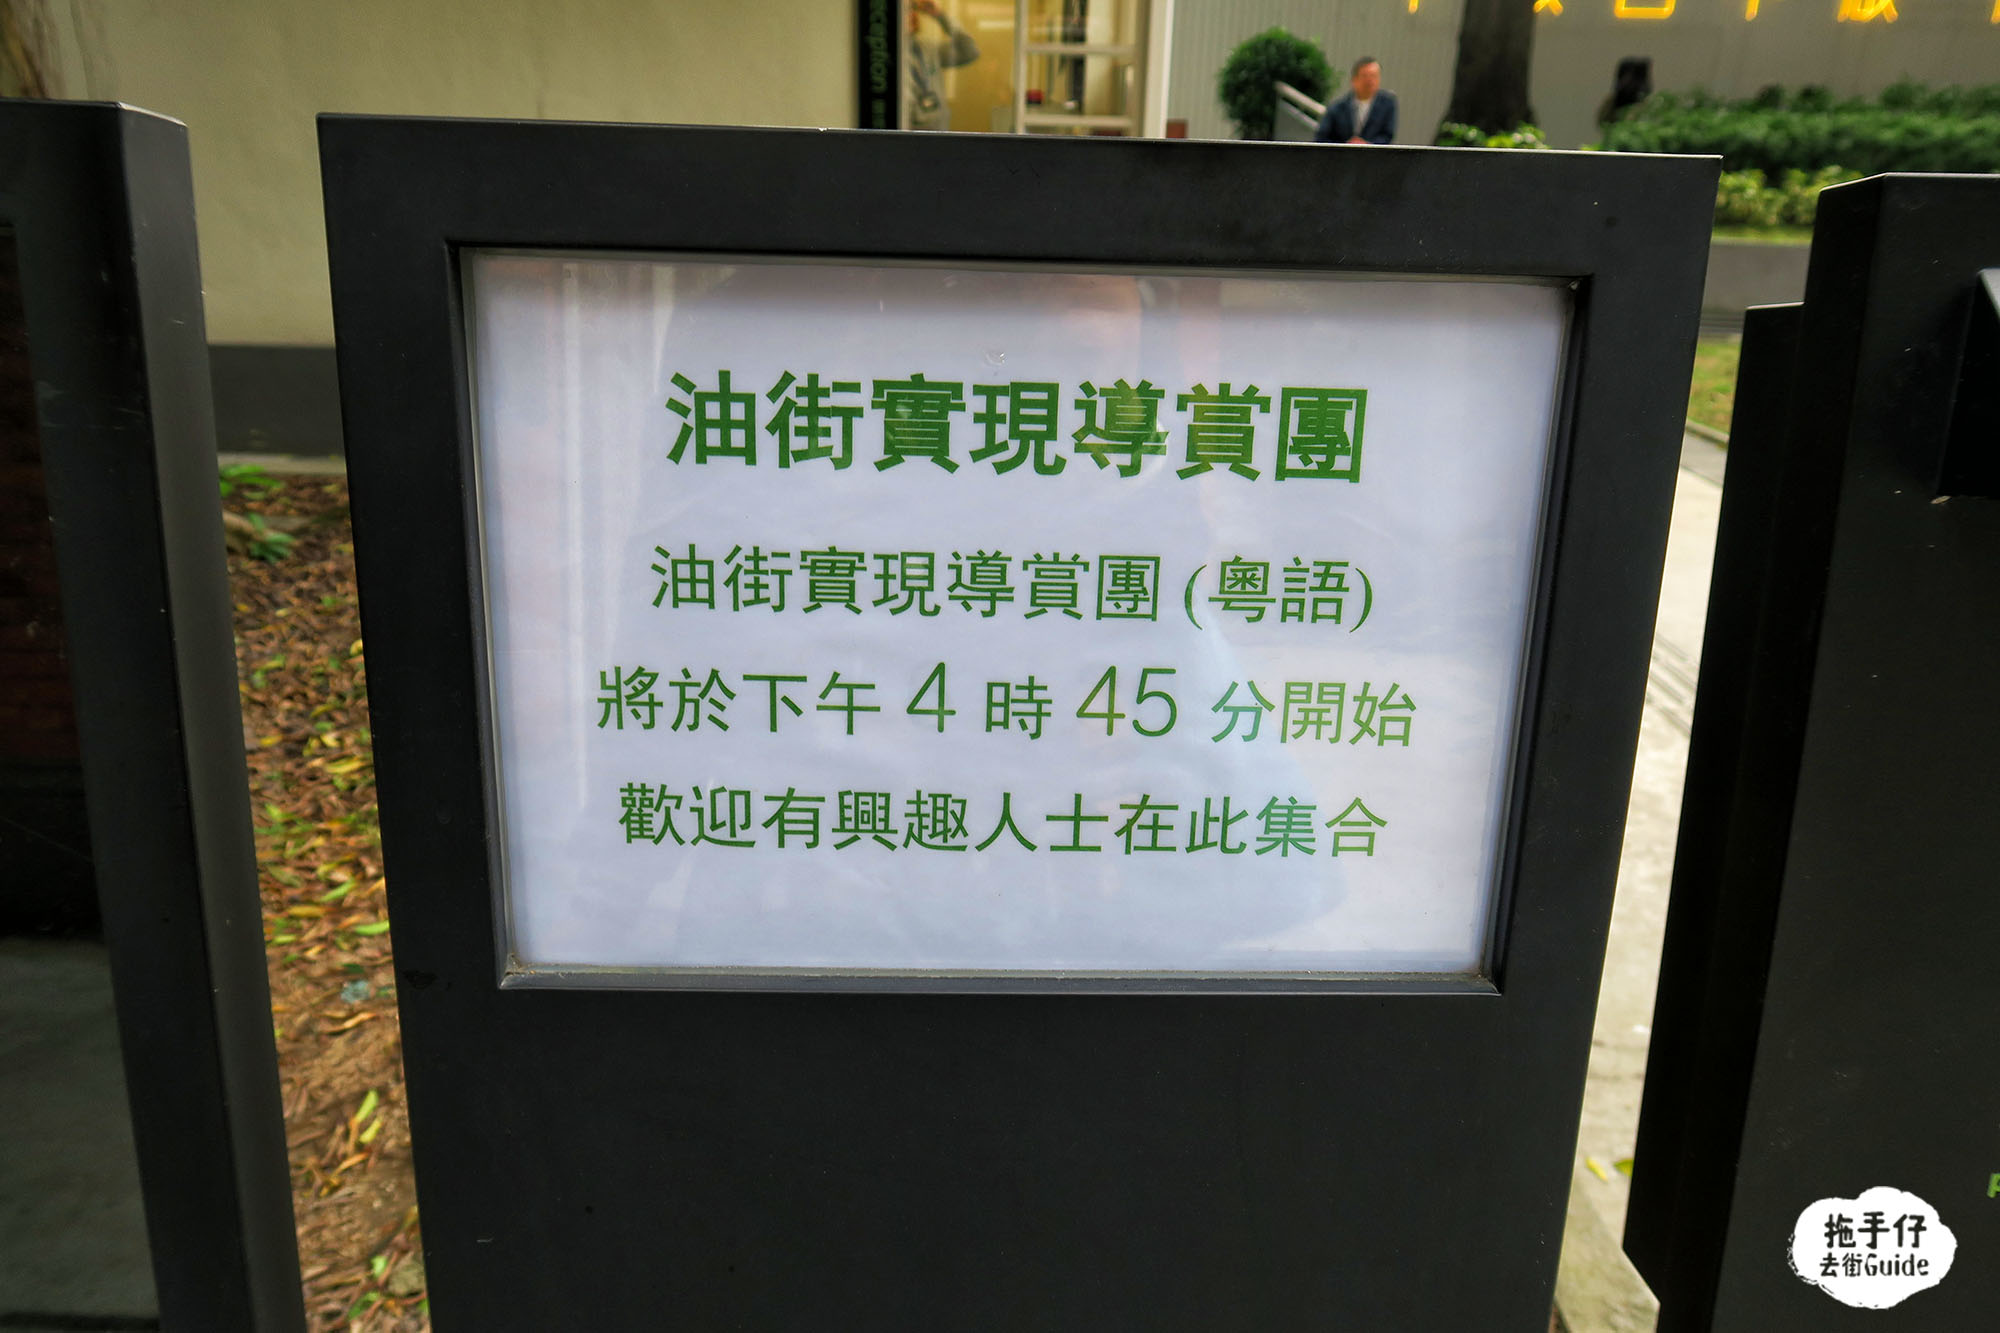 eception
油街實現導賞團
油街實現導賞團 (粵語)
將於下午 4 時 45 分開始
歡迎有興趣人士在此集合
拖手仔
去街Guide